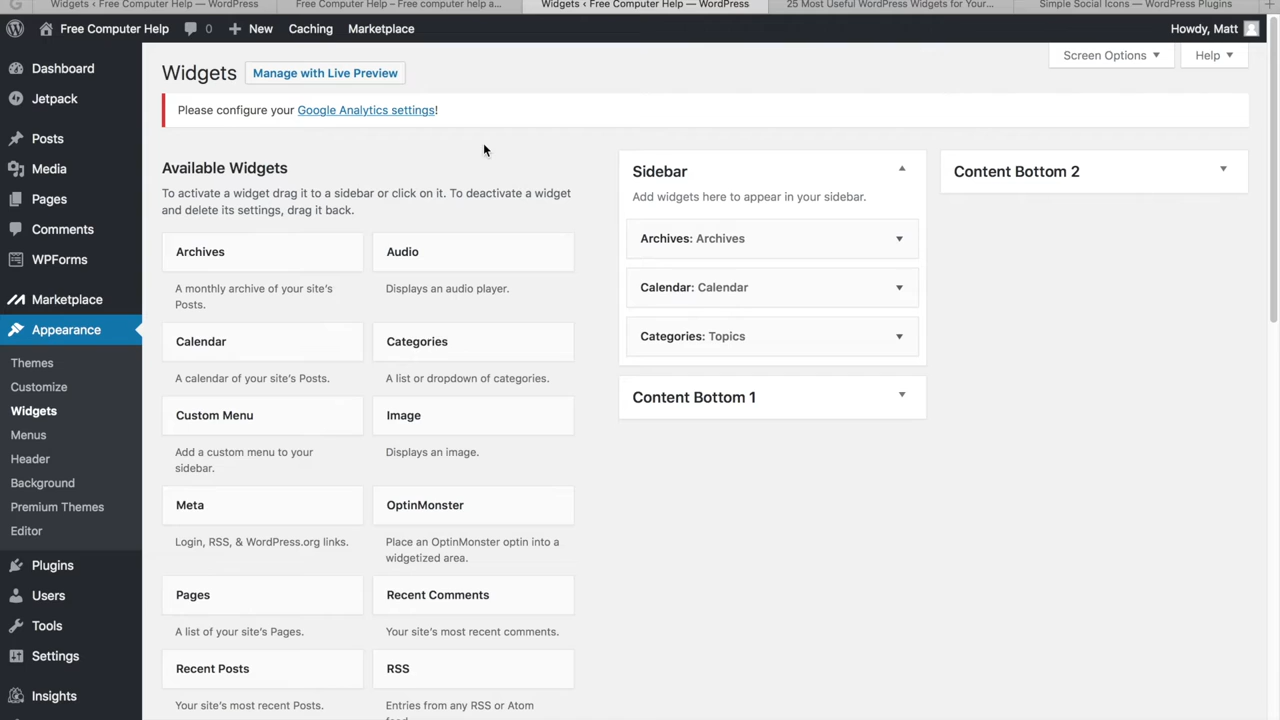 Widgets ‹ Free Computer Help — WordPress
Free Computer Help – Free computer help a...
Widgets ‹ Free Computer Help — WordPress
25 Most Useful WordPress Widgets for Your...
Simple Social Icons — WordPress Plugins
Free Computer Help
0
New
Caching
Marketplace
Howdy, Matt
Dashboard
Jetpack
Posts
Media
Pages
Comments
WPForms
Marketplace
Appearance
Themes
Customize
Widgets
Menus
Header
Background
Premium Themes
Editor
Plugins
Users
Tools
Settings
Insights
Widgets
Manage with Live Preview
Screen Options
Help
Please configure your Google Analytics settings!
Available Widgets
To activate a widget drag it to a sidebar or click on it. To deactivate a widget
and delete its settings, drag it back.
Archives
A monthly archive of your site's
Posts.
Audio
Displays an audio player.
Calendar
A calendar of your site's Posts.
Categories
A list or dropdown of categories.
Custom Menu
Add a custom menu to your
sidebar.
Image
Displays an image.
Meta
Login, RSS, & WordPress.org links.
OptinMonster
Place an OptinMonster optin into a
widgetized area.
Pages
A list of your site's Pages.
Recent Comments
Your site's most recent comments.
Recent Posts
Your site's most recent Posts.
RSS
Entries from any RSS or Atom
Sidebar
Add widgets here to appear in your sidebar.
Archives: Archives
Calendar: Calendar
Categories: Topics
Content Bottom 1
Content Bottom 2